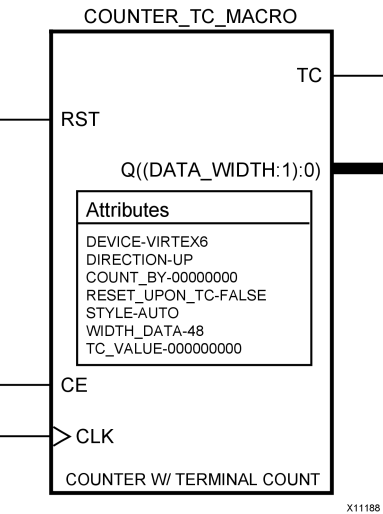 COUNTER_TC_MACRO
TC
RST
Q((DATA_WIDTH:1):0)
Attributes
DEVICE-VIRTEX6
DIRECTION-UP
COUNT_BY-00000000
RESET_UPON_TC-FALSE
STYLE-AUTO
WIDTH_DATA-48
TC_VALUE-000000000
CE
CLK
COUNTER W/ TERMINAL COUNT
X11188